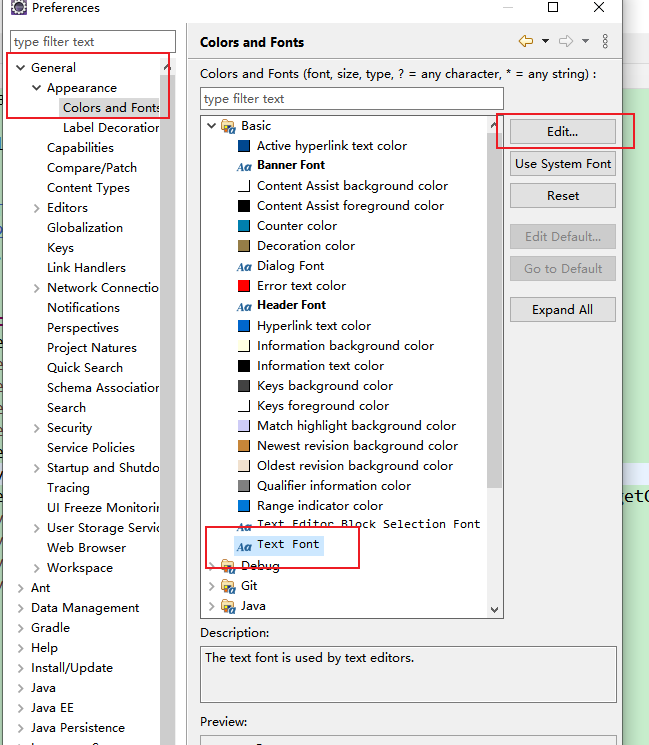 Preferences
type filter text
General
Appearance
Colors and Fonts
Label Decoration
Capabilities
Compare/Patch
Content Types
Editors
Globalization
Keys
Link Handlers
Network Connectio
Notifications
Perspectives
Project Natures
Quick Search
Schema Association
Search
Security
Service Policies
Startup and Shutdo
Tracing
UI Freeze Monitorin
User Storage Servic
Web Browser
Workspace
Ant
Data Management
Gradle
Help
Install/Update
Java
Java EE
Java Persistence
Colors and Fonts
Colors and Fonts (font, size, type, ? = any character, * = any string) :
type filter text
Basic
Active hyperlink text color
Aa Banner Font
Content Assist background color
Content Assist foreground color
Counter color
Decoration color
Aa Dialog Font
Error text color
Aa Header Font
Hyperlink text color
Information background color
Information text color
Keys background color
Keys foreground color
Match highlight background color
Newest revision background color
Oldest revision background color
Qualifier information color
Range indicator color
Aa Text Editor Block Selection Font
Aa Text Font
Debug
Git
Java
Edit...
Use System Font
Reset
Edit Default...
Go to Default
Expand All
Description:
The text font is used by text editors.
Preview: